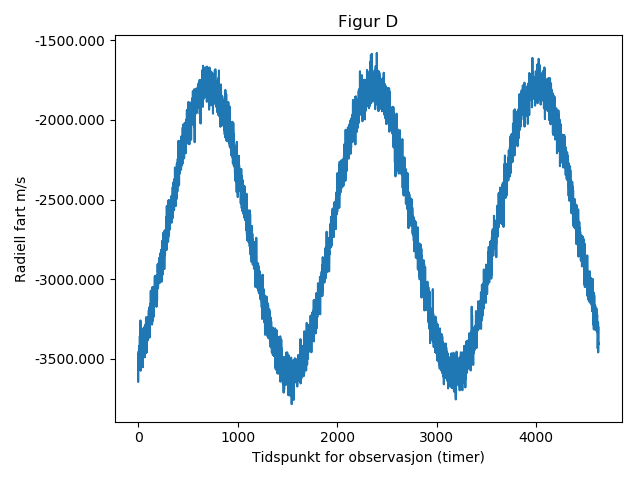 Figur D
Radiell fart m/s
-1500.000
-2000.000
-2500.000
-3000.000
-3500.000
0 1000 2000 3000 4000
Tidspunkt for observasjon (timer)